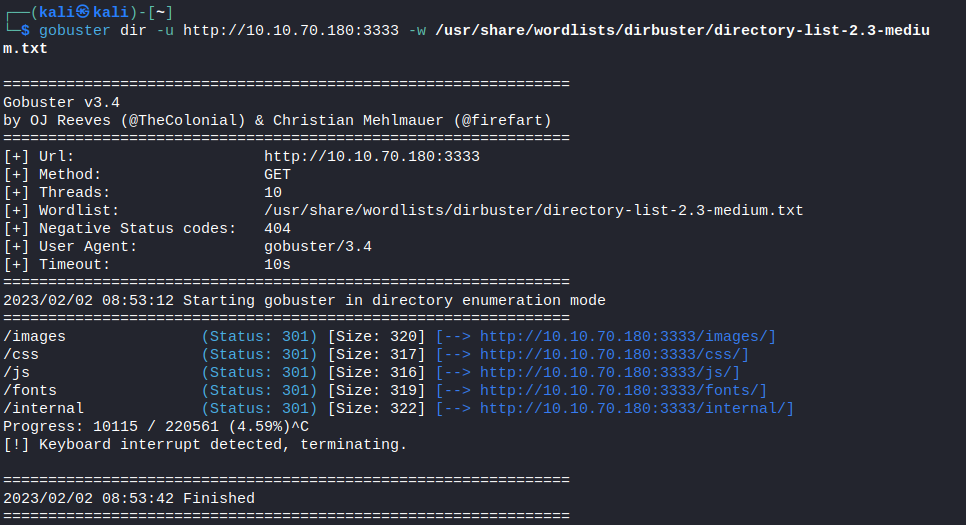 ┌──(kali㉿kali)-[~]
└─$ gobuster dir -u http://10.10.70.180:3333 -w /usr/share/wordlists/dirbuster/directory-list-2.3-mediu
m.txt
===============================================================
Gobuster v3.4
by OJ Reeves (@TheColonial) & Christian Mehlmauer (@firefart)
===============================================================
[+] Url:                     http://10.10.70.180:3333
[+] Method:                  GET
[+] Threads:                 10
[+] Wordlist:                /usr/share/wordlists/dirbuster/directory-list-2.3-medium.txt
[+] Negative Status codes:   404
[+] User Agent:              gobuster/3.4
[+] Timeout:                 10s
===============================================================
2023/02/02 08:53:12 Starting gobuster in directory enumeration mode
===============================================================
/images               (Status: 301) [Size: 320] [--> http://10.10.70.180:3333/images/]
/css                  (Status: 301) [Size: 317] [--> http://10.10.70.180:3333/css/]
/js                   (Status: 301) [Size: 316] [--> http://10.10.70.180:3333/js/]
/fonts                (Status: 301) [Size: 319] [--> http://10.10.70.180:3333/fonts/]
/internal             (Status: 301) [Size: 322] [--> http://10.10.70.180:3333/internal/]
Progress: 10115 / 220561 (4.59%)^C
[!] Keyboard interrupt detected, terminating.
===============================================================
2023/02/02 08:53:42 Finished
===============================================================